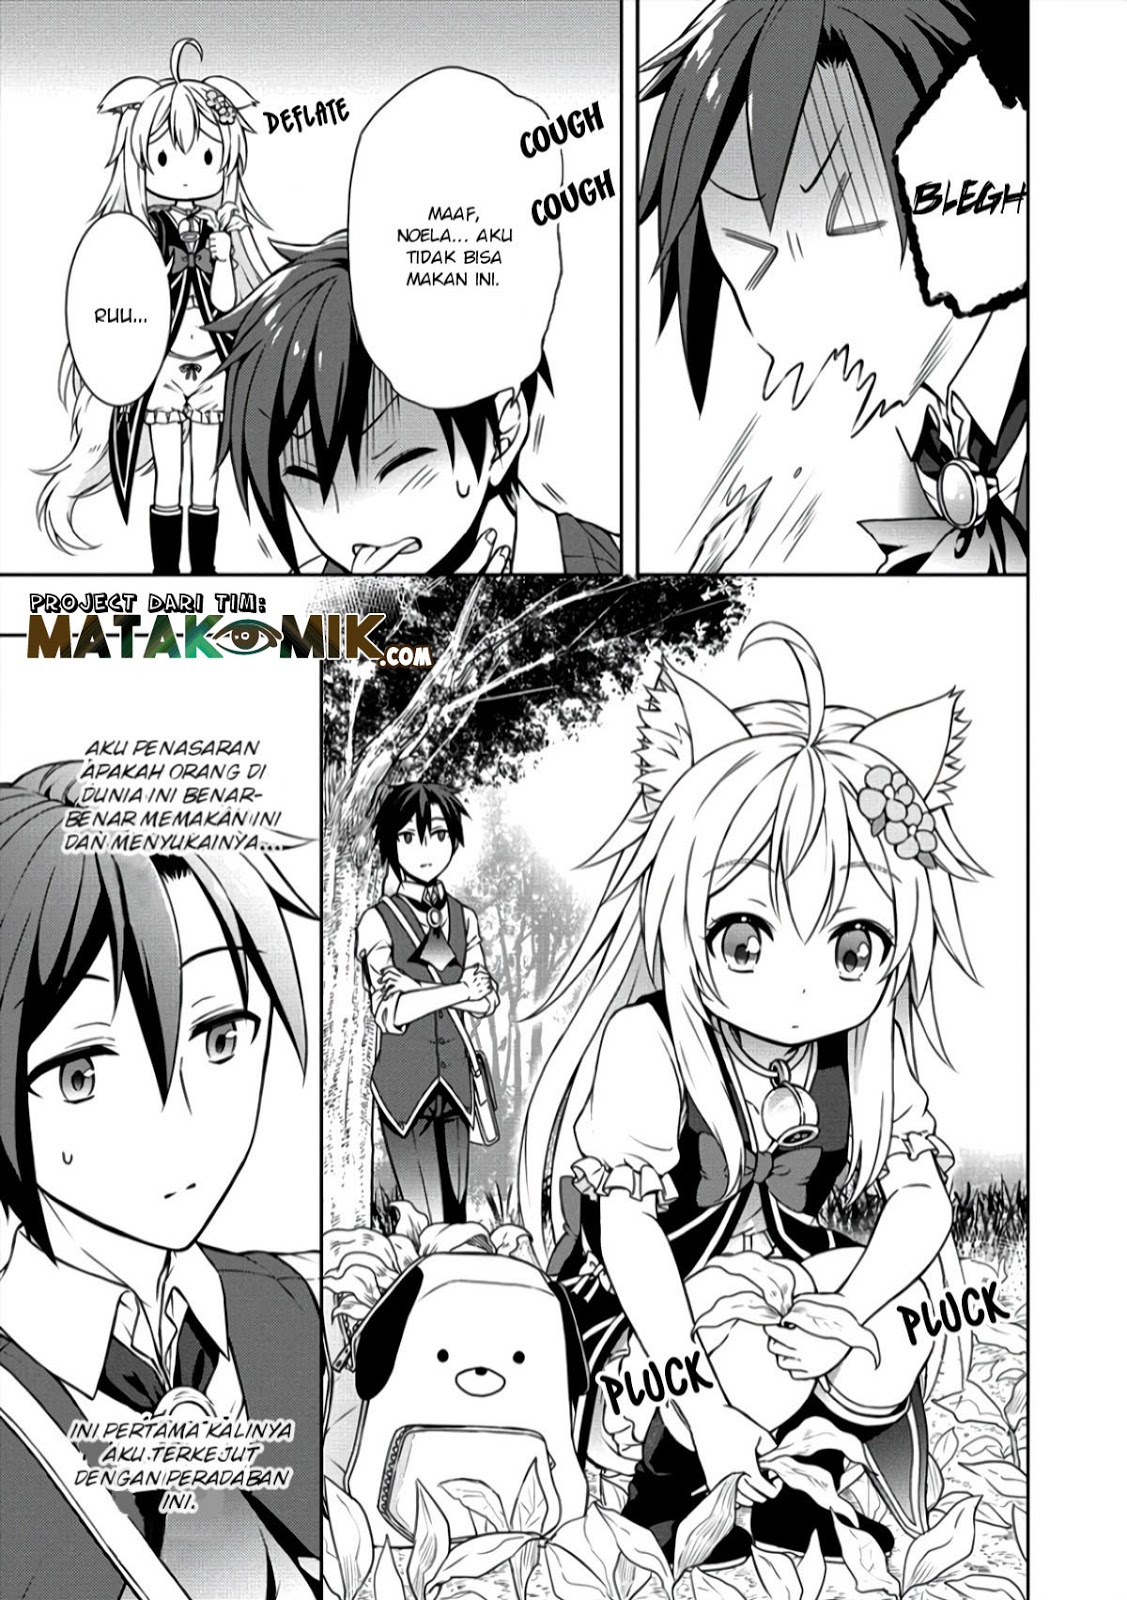 BLEGH
COUGH
COUGH
MAAF,
NOELA... AKU
TIDAK BISA
MAKAN INI.
DEFLATE
RUU...
PROJECT DARI TIM:
MATAKOMIK
.COM
PLUCK
PLUCK
AKU PENASARAN
APAKAH ORANG DI
DUNIA INI BENAR-
BENAR MEMAKAN INI
DAN MENYUKAINYA....
INI PERTAMA KALINYA
AKU TERKEJUT
DENGAN PERADABAN
INI.